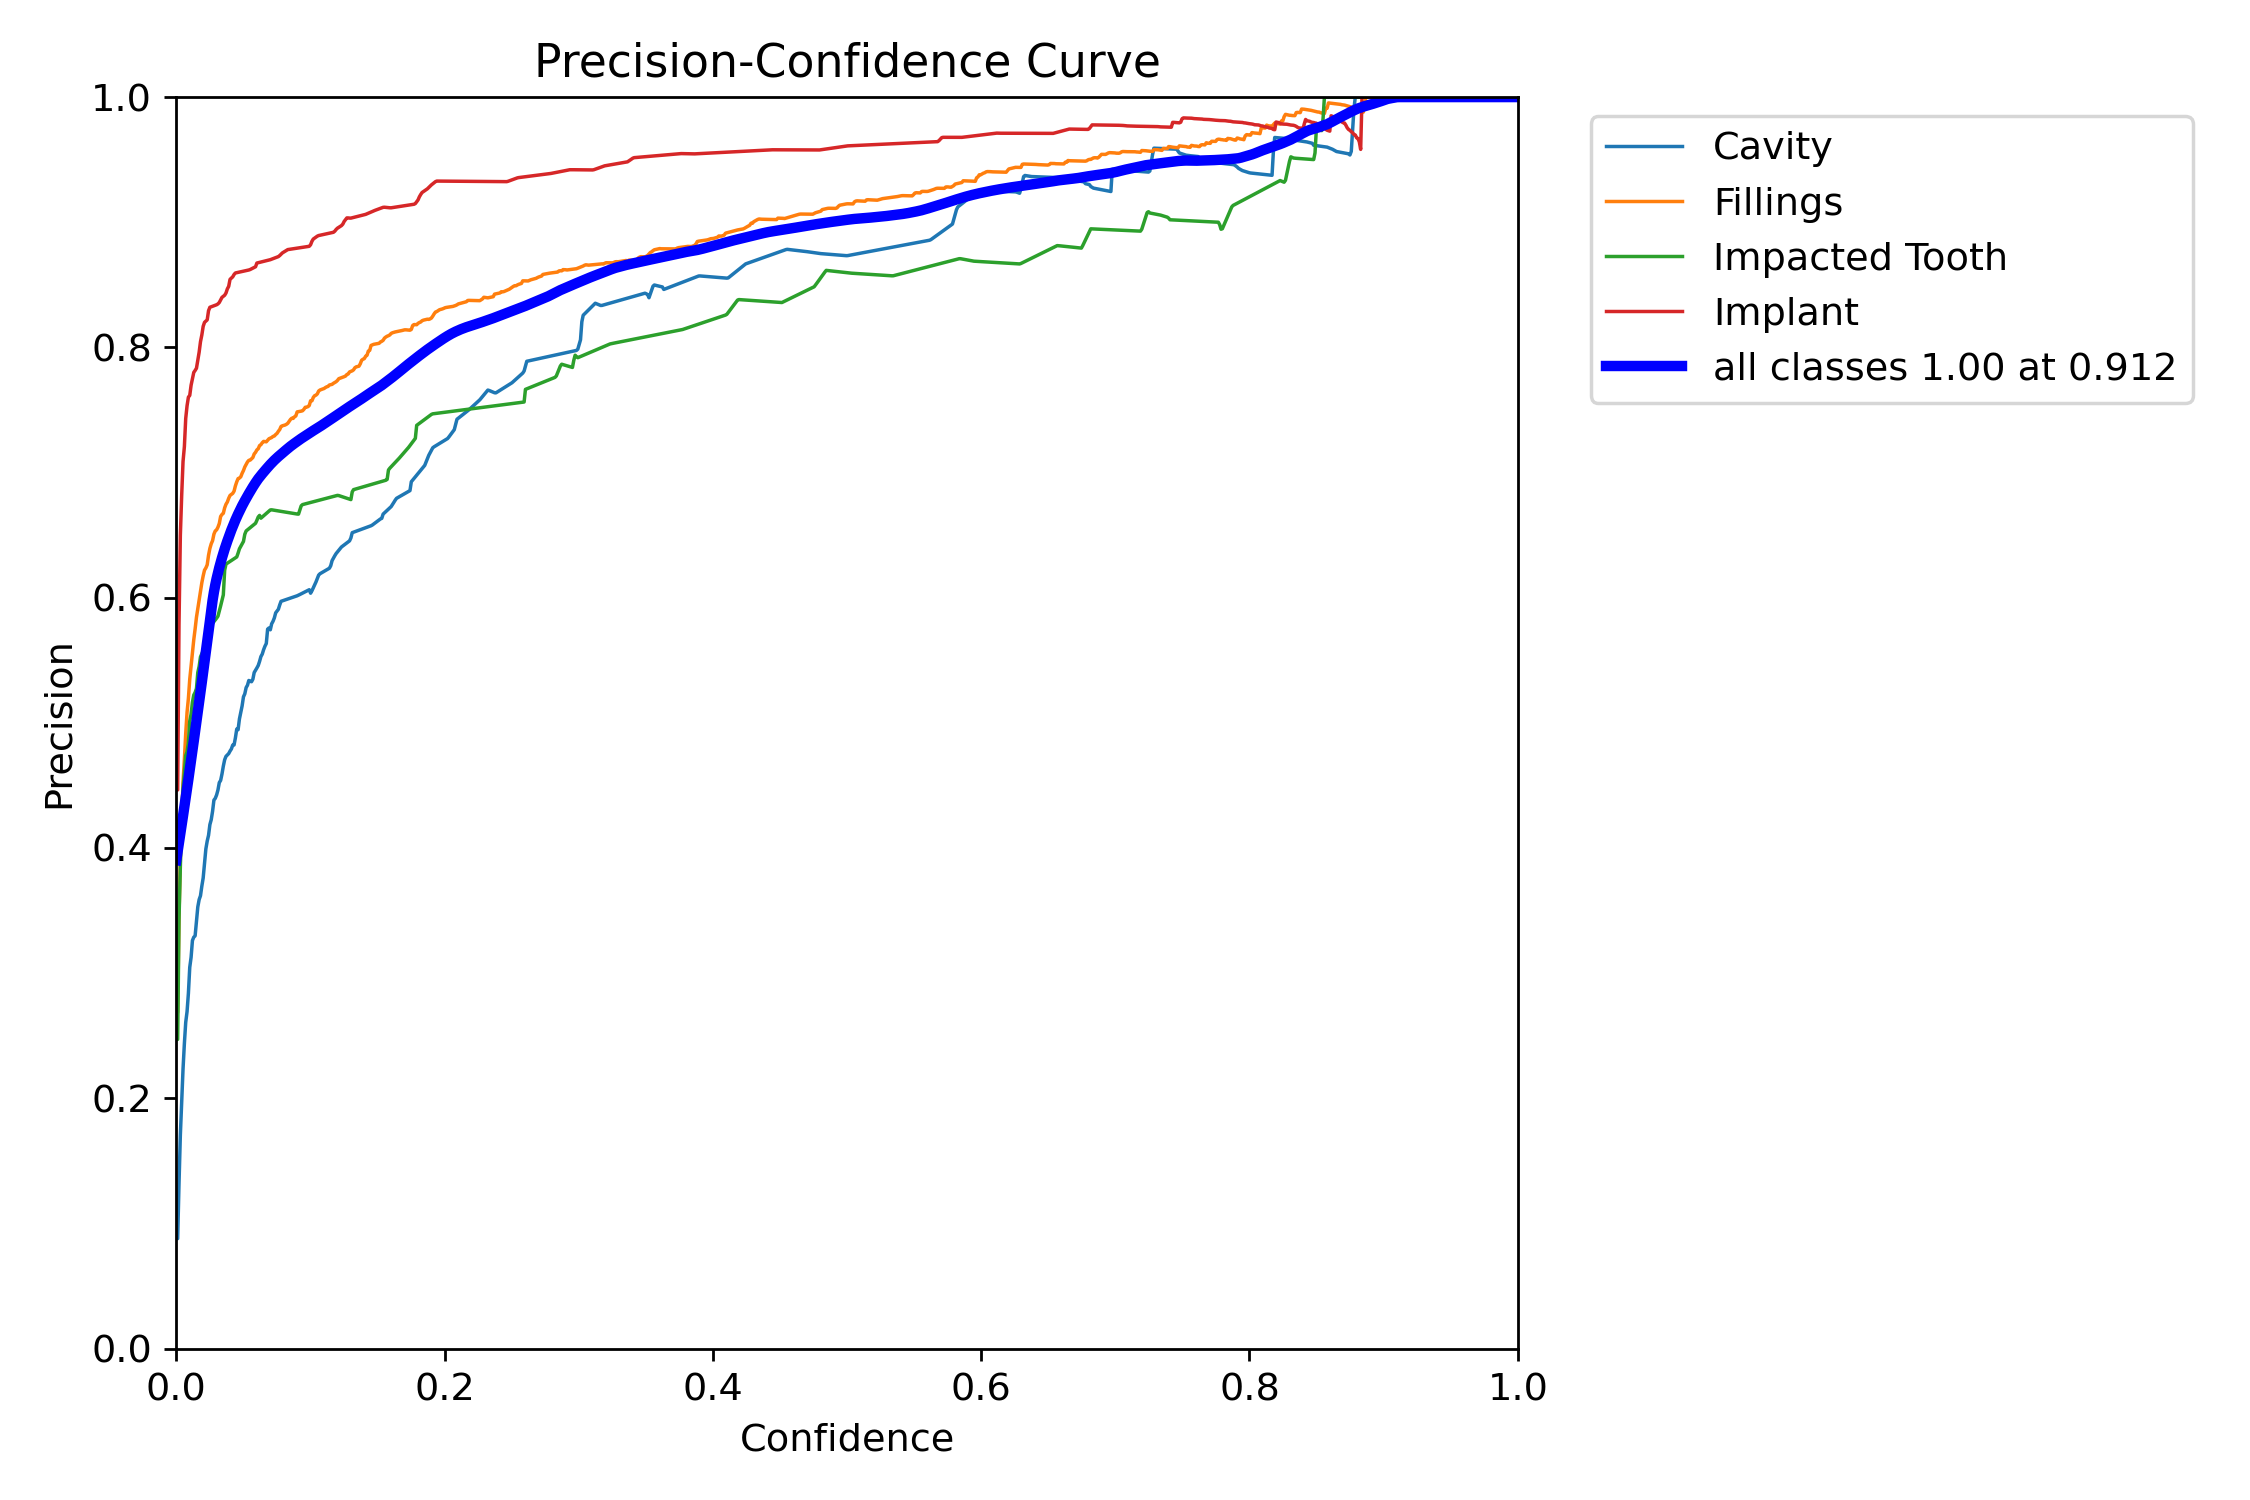 Precision-Confidence Curve
1.0
0.8
0.6
0.4
0.2
0.0
Precision
0.0 0.2 0.4 0.6 0.8 1.0
Confidence
Cavity
Fillings
Impacted Tooth
Implant
all classes 1.00 at 0.912